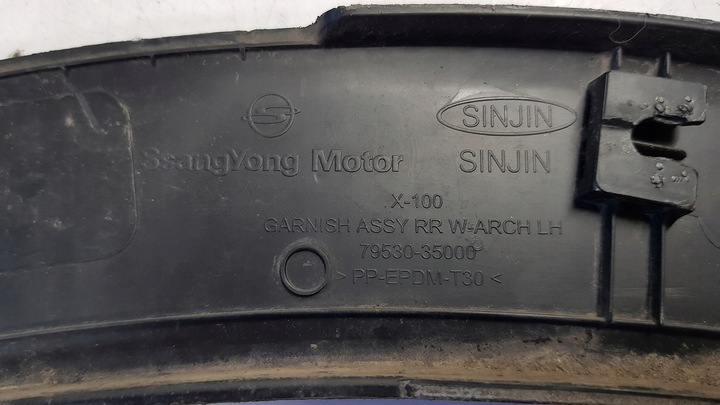 SINJIN
SsangYong Motor
SINJIN
X-100
GARNISH ASSY RR W-ARCH LH
79530-35000
> PP-EPDM-T30 <